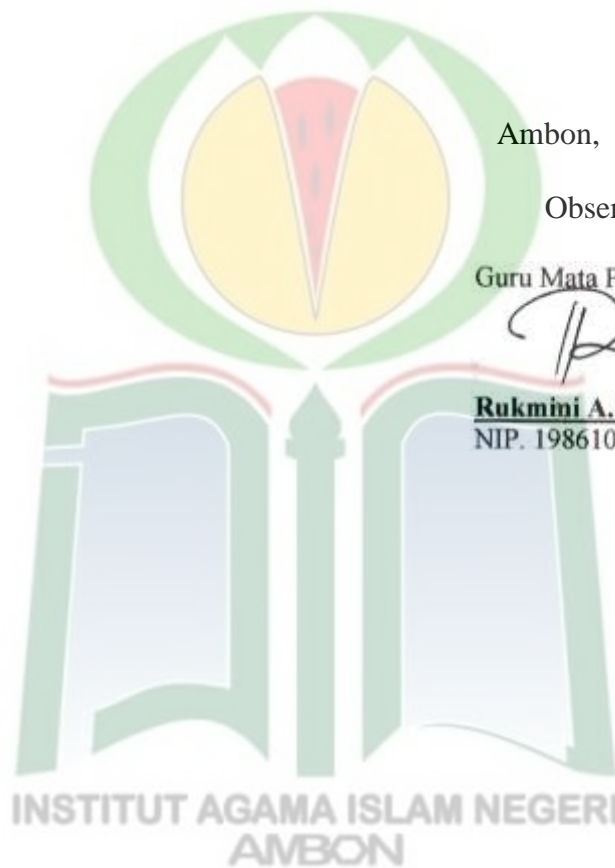 Ambon,
Obser
Guru Mata P
Rukmini A.
NIP. 198610
INSTITUT AGAMA ISLAM NEGERI
AMBON